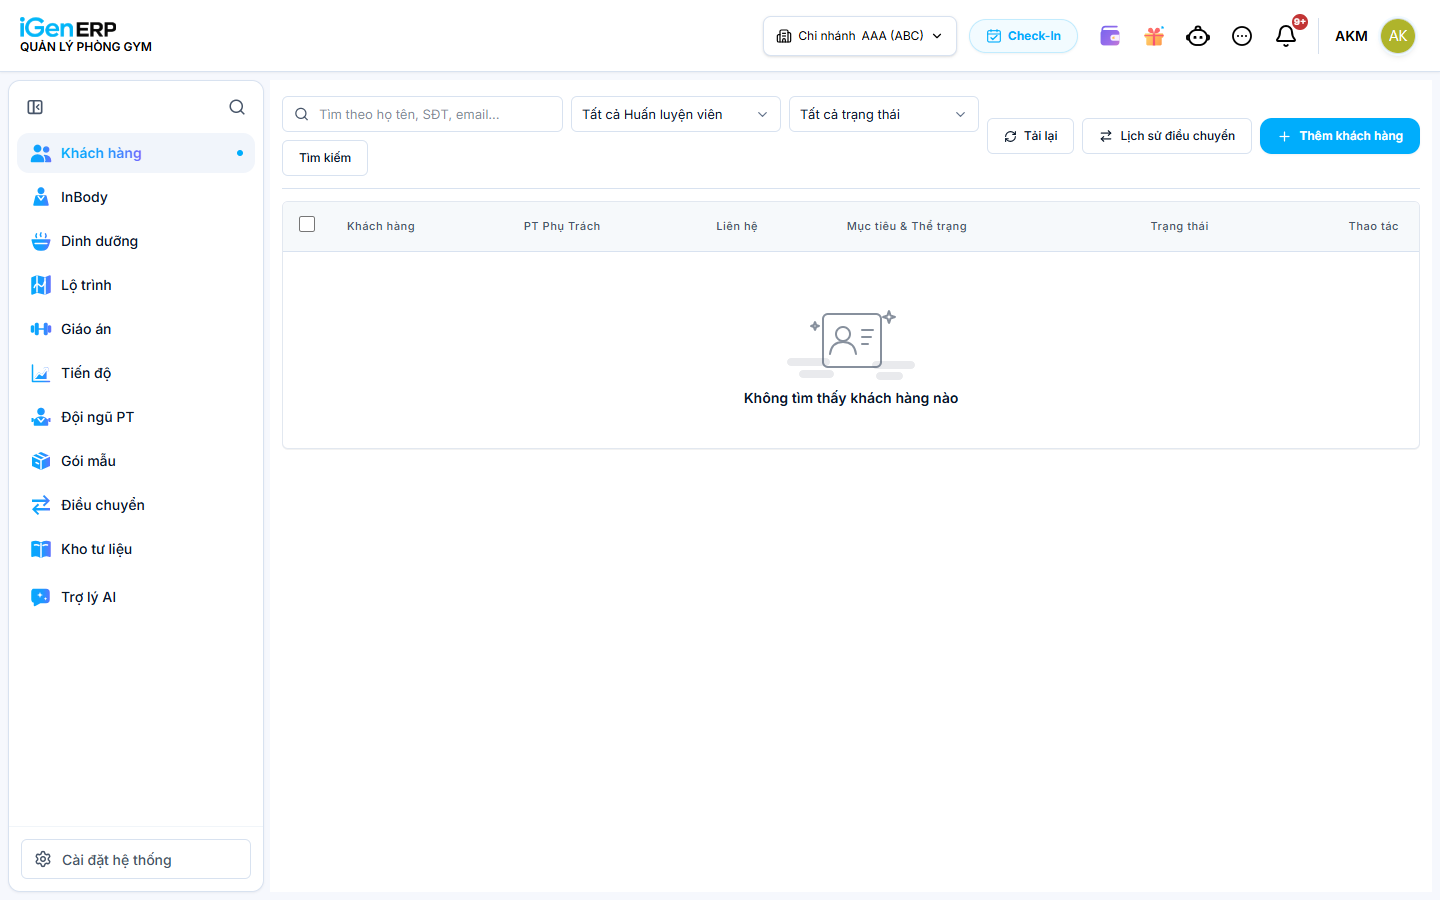 iGen ERP
QUẢN LÝ PHÒNG GYM
Chi nhánh AAA (ABC)
Check-In
9+
AKM
AK
Khách hàng
InBody
Dinh dưỡng
Lộ trình
Giáo án
Tiến độ
Đội ngũ PT
Gói mẫu
Điều chuyển
Kho tư liệu
Trợ lý AI
Cài đặt hệ thống
Tìm theo họ tên, SĐT, email...
Tất cả Huấn luyện viên
Tất cả trạng thái
Tìm kiếm
Tải lại
Lịch sử điều chuyển
Thêm khách hàng
Khách hàng
PT Phụ Trách
Liên hệ
Mục tiêu & Thể trạng
Trạng thái
Thao tác
Không tìm thấy khách hàng nào